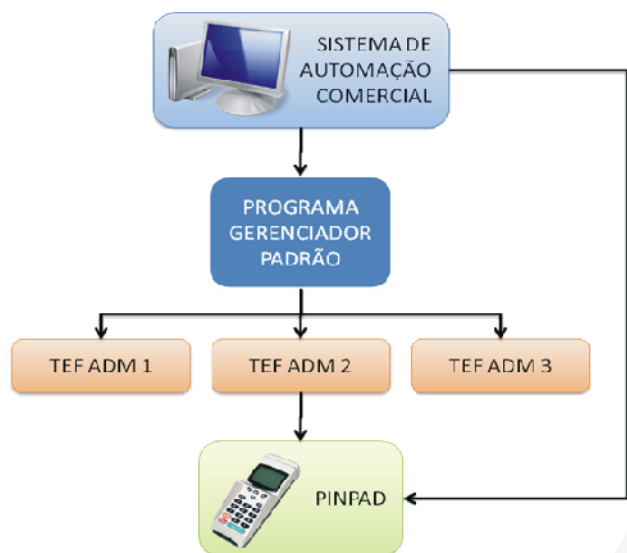 SISTEMA DE
AUTOMAÇÃO
COMERCIAL
PROGRAMA
GERENCIADOR
PADRÃO
TEF ADM 1
TEF ADM 2
TEF ADM 3
PINPAD